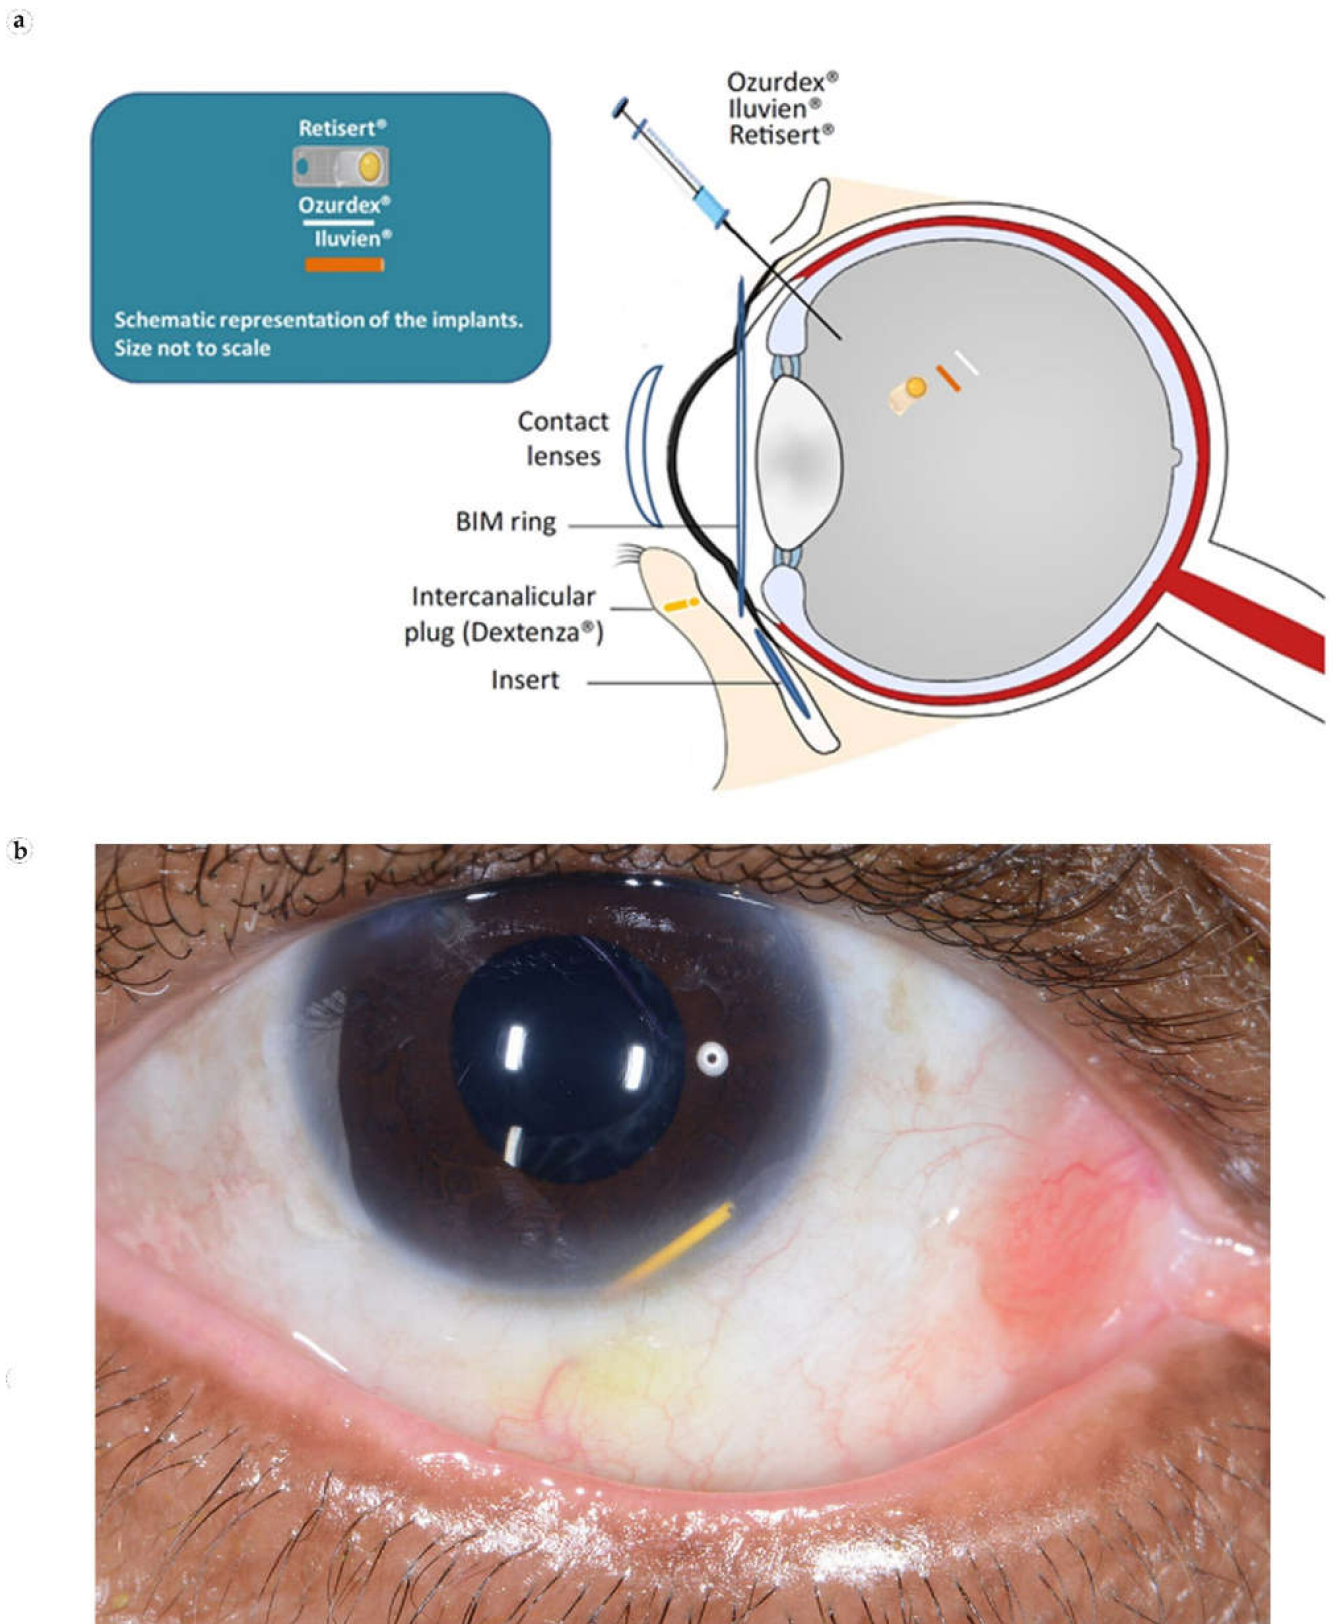 a
Retisert®
Ozurdex®
Iluvien®
Schematic representation of the implants.
Size not to scale
Ozurdex®
Iluvien®
Retisert®
Contact
lenses
BIM ring
Intercanalicular
plug (Dextenza®)
Insert
b